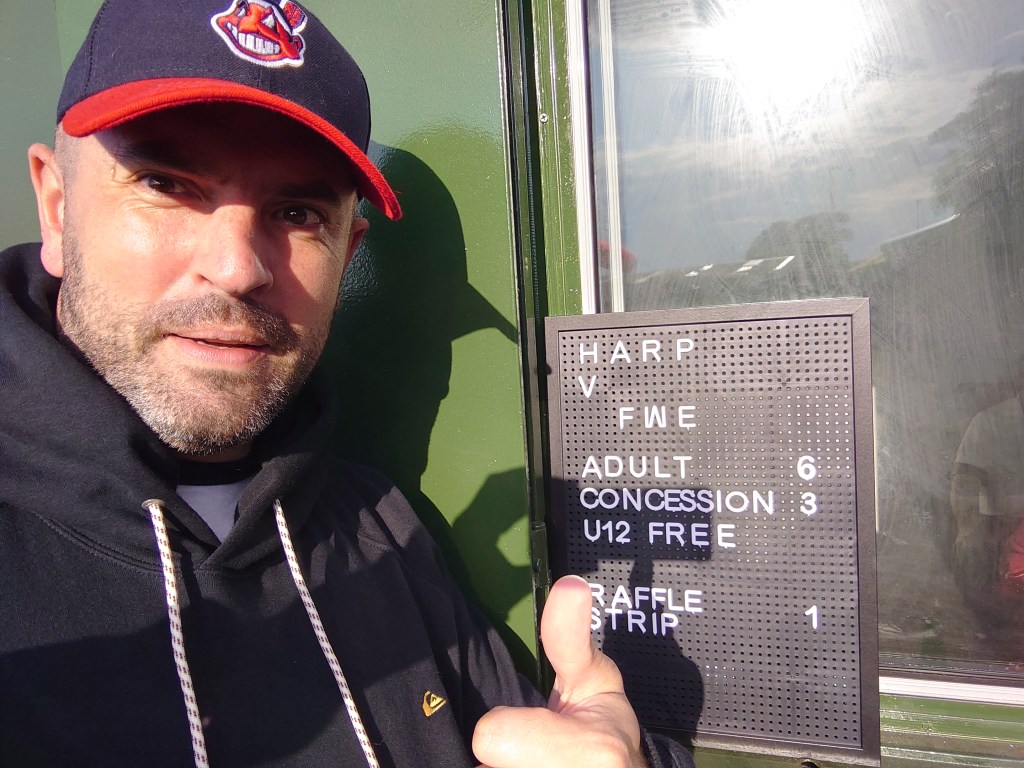 HARP
V
FWE
ADULT 6
CONCESSION 3
U12 FREE
RAFFLE
STRIP 1